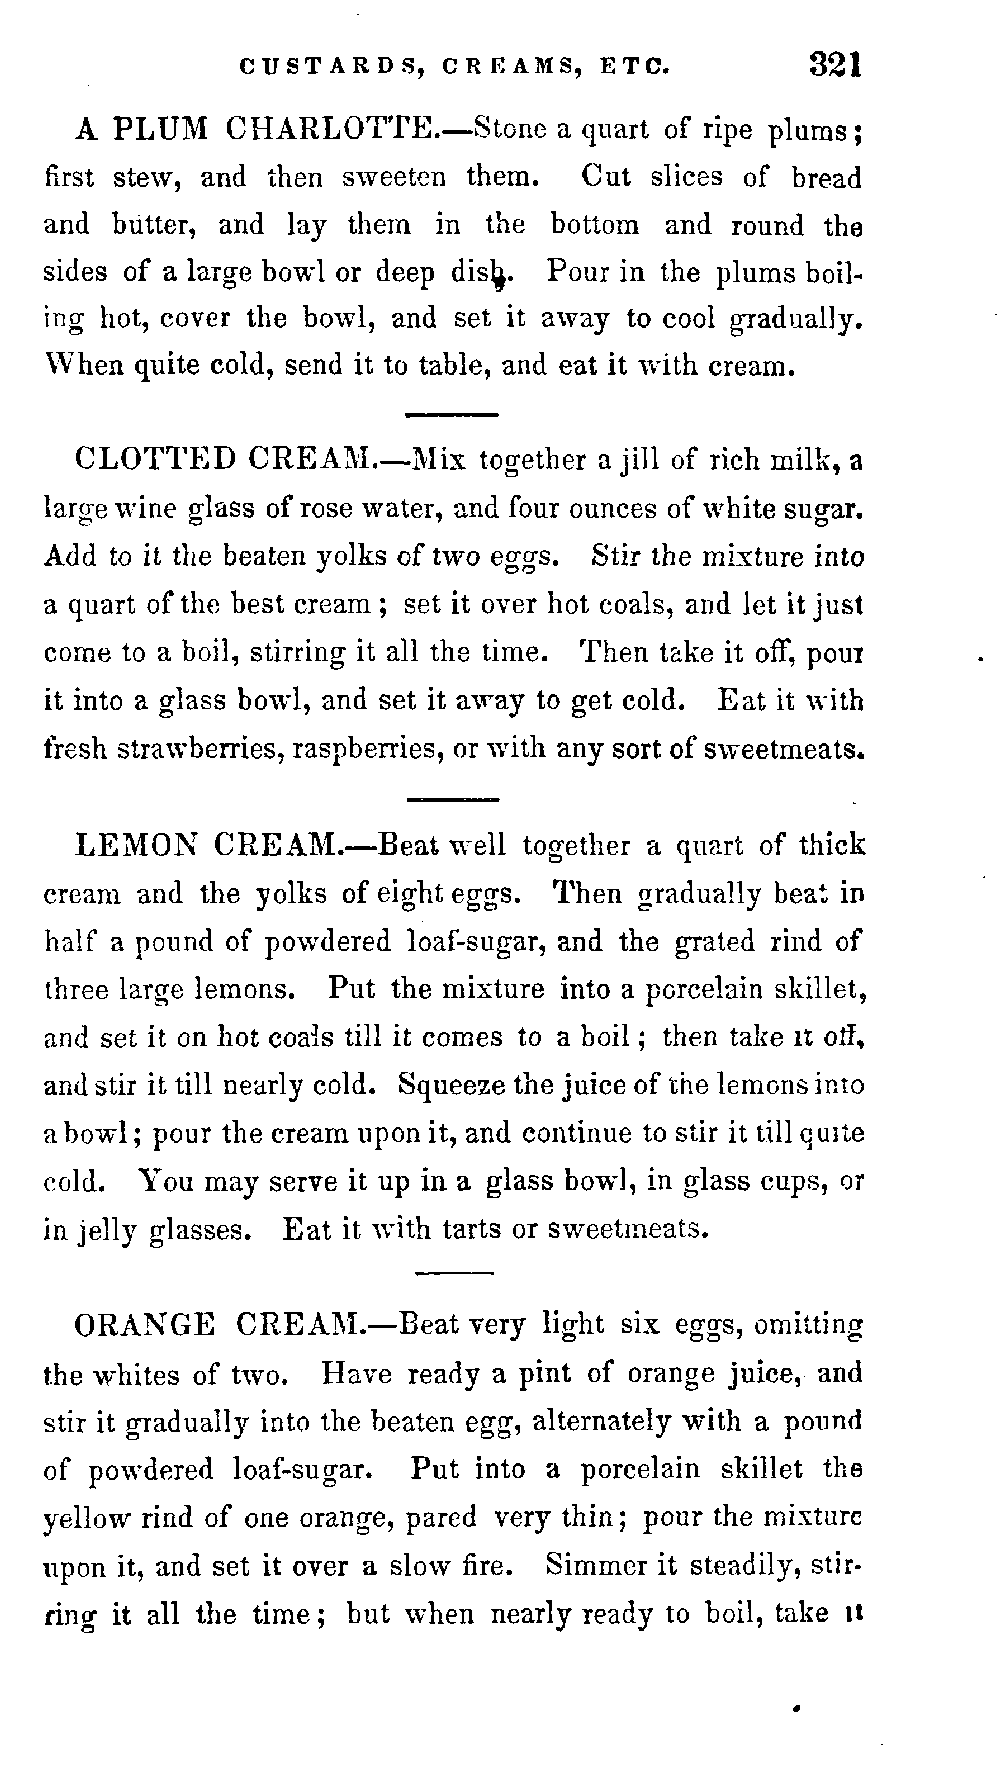 CUSTARDS, CREAMS, ETC. 321
A PLUM CHARLOTTE.—Stone a quart of ripe plums;
first stew, and then sweeten them. Cut slices of bread
and butter, and lay them in the bottom and round the
sides of a large bowl or deep dish. Pour in the plums boil-
ing hot, cover the bowl, and set it away to cool gradually.
When quite cold, send it to table, and eat it with cream.
CLOTTED CREAM.—Mix together a jill of rich milk, a
large wine glass of rose water, and four ounces of white sugar.
Add to it the beaten yolks of two eggs. Stir the mixture into
a quart of the best cream; set it over hot coals, and let it just
come to a boil, stirring it all the time. Then take it off, pour
it into a glass bowl, and set it away to get cold. Eat it with
fresh strawberries, raspberries, or with any sort of sweetmeats.
LEMON CREAM.—Beat well together a quart of thick
cream and the yolks of eight eggs. Then gradually beat in
half a pound of powdered loaf-sugar, and the grated rind of
three large lemons. Put the mixture into a porcelain skillet,
and set it on hot coals till it comes to a boil; then take it off,
and stir it till nearly cold. Squeeze the juice of the lemons into
a bowl; pour the cream upon it, and continue to stir it till quite
cold. You may serve it up in a glass bowl, in glass cups, or
in jelly glasses. Eat it with tarts or sweetmeats.
ORANGE CREAM.—Beat very light six eggs, omitting
the whites of two. Have ready a pint of orange juice, and
stir it gradually into the beaten egg, alternately with a pound
of powdered loaf-sugar. Put into a porcelain skillet the
yellow rind of one orange, pared very thin; pour the mixture
upon it, and set it over a slow fire. Simmer it steadily, stir-
ring it all the time; but when nearly ready to boil, take it